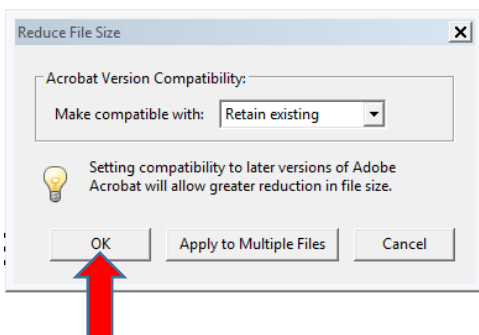 Reduce File Size
Acrobat Version Compatibility:
Make compatible with: Retain existing
Setting compatibility to later versions of Adobe
Acrobat will allow greater reduction in file size.
OK Apply to Multiple Files Cancel